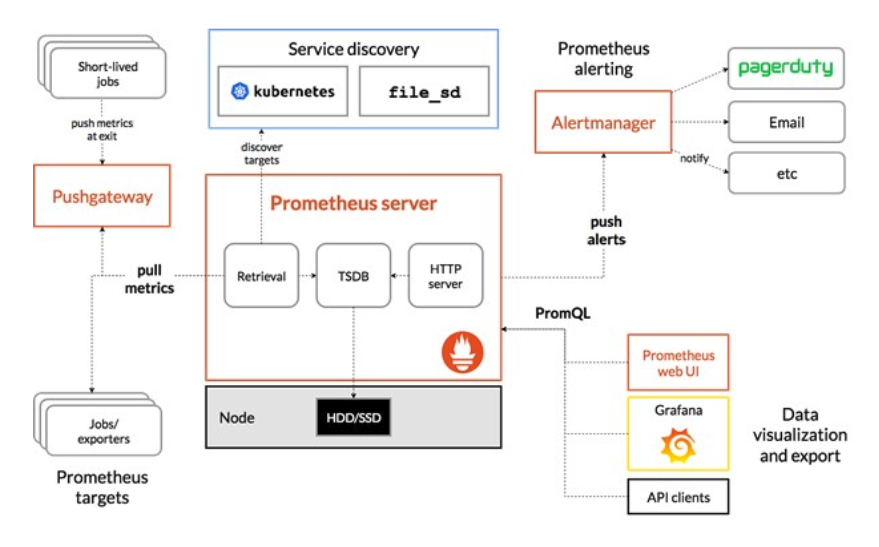 Short-lived
jobs
push metrics
at exit
Pushgateway
pull
metrics
Jobs/
exporters
Prometheus
targets
Service discovery
kubernetes
file_sd
discover
targets
Prometheus server
Retrieval
TSDB
HTTP
server
Node
HDD/SSD
Prometheus
alerting
Alertmanager
pagerduty
Email
notify
etc
push
alerts
PromQL
Prometheus
web UI
Grafana
API clients
Data
visualization
and export